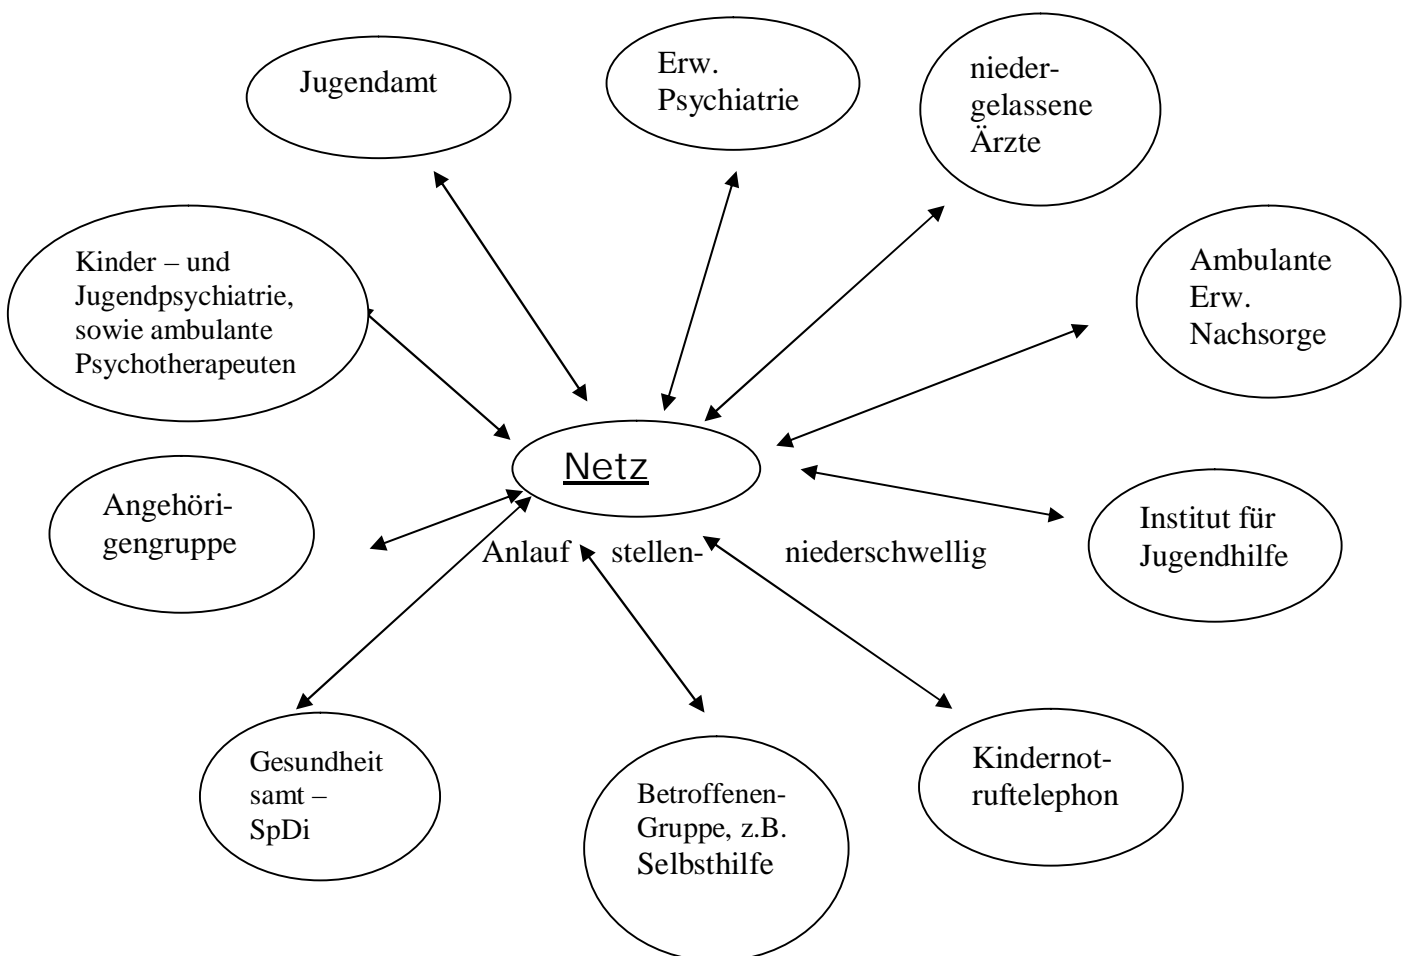 Jugendamt
Erw.
Psychiatrie
nieder-
gelassene
Ärzte
Kinder – und
Jugendpsychiatrie,
sowie ambulante
Psychotherapeuten
Ambulante
Erw.
Nachsorge
Netz
Angehöri-
gengruppe
Institut für
Jugendhilfe
Anlauf stellen- niederschwellig
Gesundheit
samt –
SpDi
Betroffenen-
Gruppe, z.B.
Selbsthilfe
Kindernot-
ruftelephon